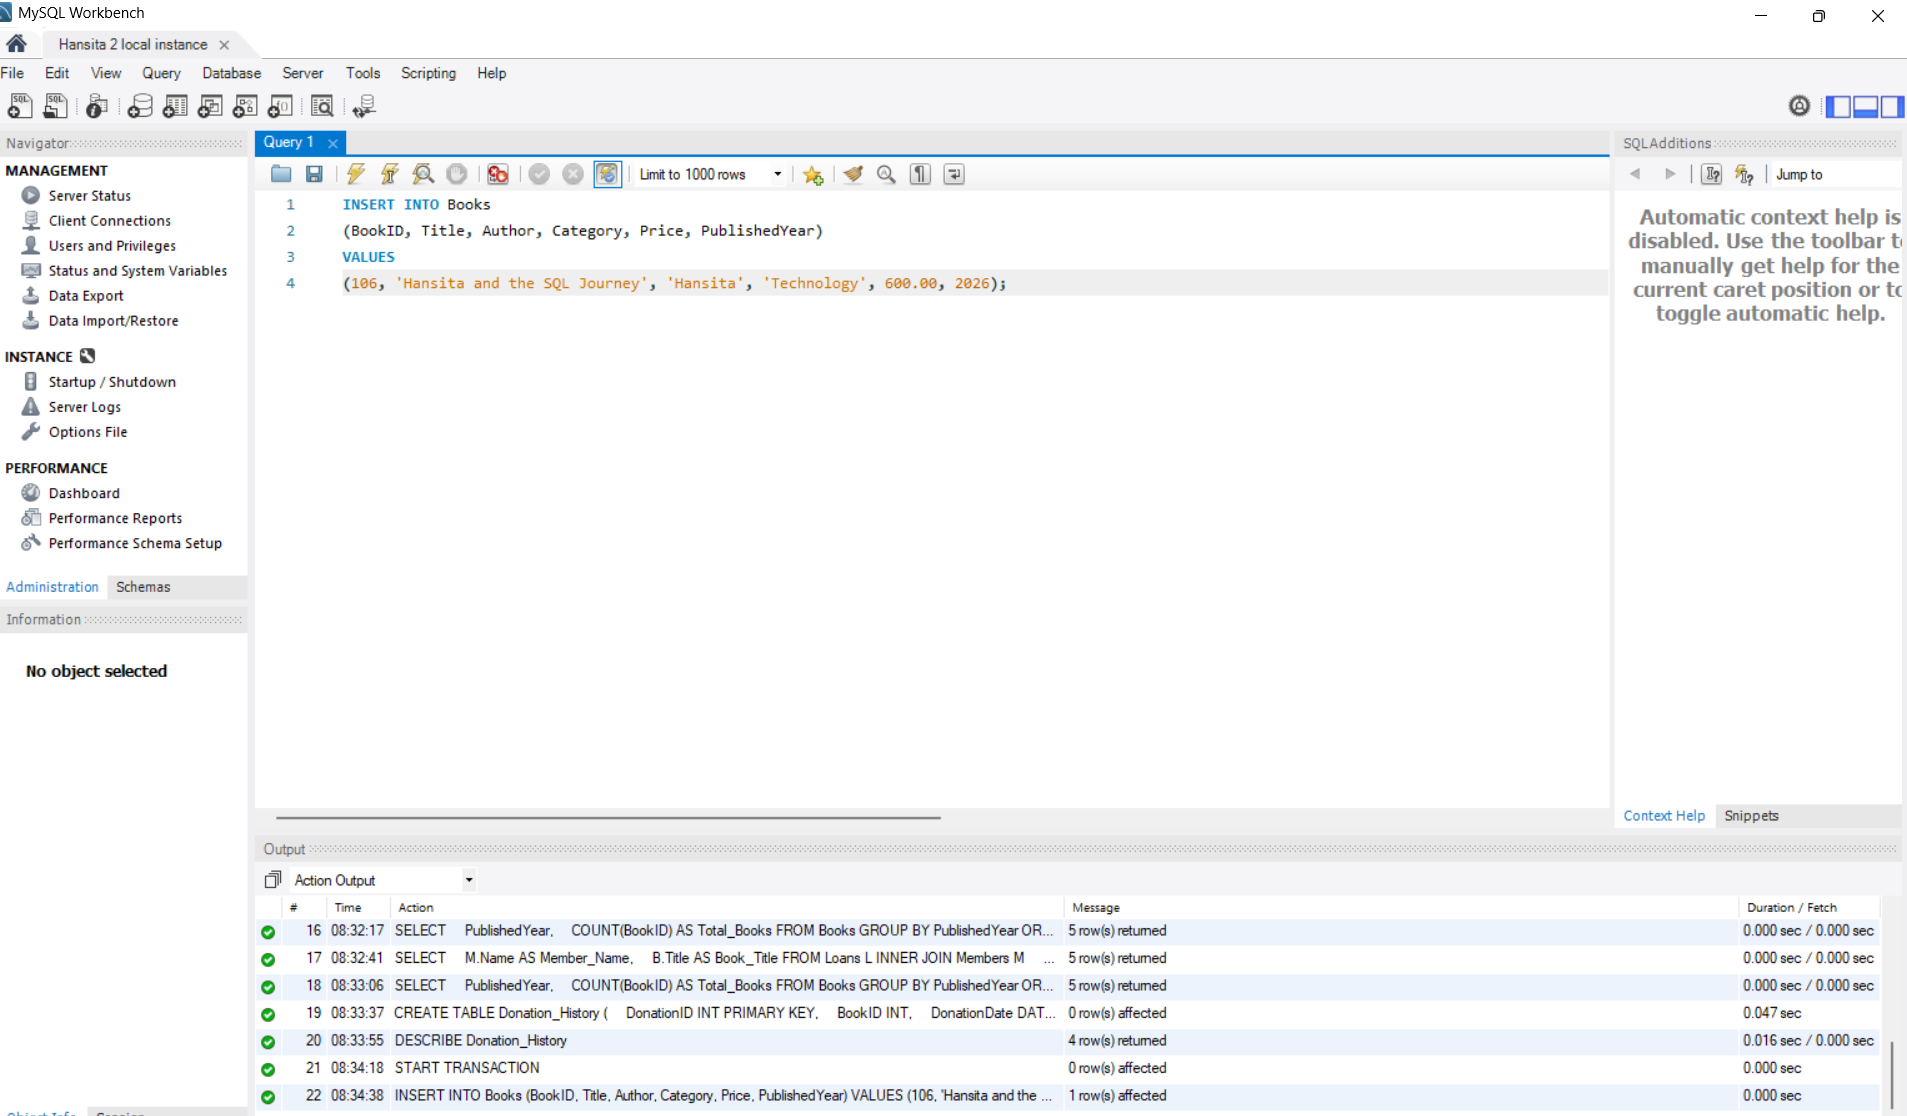 MySQL Workbench
Hansita 2 local instance
File Edit View Query Database Server Tools Scripting Help
Navigator
MANAGEMENT
Server Status
Client Connections
Users and Privileges
Status and System Variables
Data Export
Data Import/Restore
INSTANCE
Startup / Shutdown
Server Logs
Options File
PERFORMANCE
Dashboard
Performance Reports
Performance Schema Setup
Administration Schemas
Information
No object selected
Query 1
Limit to 1000 rows
1 INSERT INTO Books
2 (BookID, Title, Author, Category, Price, PublishedYear)
3 VALUES
4 (106, 'Hansita and the SQL Journey', 'Hansita', 'Technology', 600.00, 2026);
SQLAdditions
Jump to
Automatic context help is
disabled. Use the toolbar to
manually get help for the
current caret position or to
toggle automatic help.
Context Help Snippets
Output
Action Output
# Time Action Message Duration / Fetch
16 08:32:17 SELECT PublishedYear, COUNT(BookID) AS Total_Books FROM Books GROUP BY PublishedYear OR... 5 row(s) returned 0.000 sec / 0.000 sec
17 08:32:41 SELECT M.Name AS Member_Name, B.Title AS Book_Title FROM Loans L INNER JOIN Members M ... 5 row(s) returned 0.000 sec / 0.000 sec
18 08:33:06 SELECT PublishedYear, COUNT(BookID) AS Total_Books FROM Books GROUP BY PublishedYear OR... 5 row(s) returned 0.000 sec / 0.000 sec
19 08:33:37 CREATE TABLE Donation_History ( DonationID INT PRIMARY KEY, BookID INT, DonationDate DAT... 0 row(s) affected 0.047 sec
20 08:33:55 DESCRIBE Donation_History 4 row(s) returned 0.016 sec / 0.000 sec
21 08:34:18 START TRANSACTION 0 row(s) affected 0.000 sec
22 08:34:38 INSERT INTO Books (BookID, Title, Author, Category, Price, PublishedYear) VALUES (106, 'Hansita and the ... 1 row(s) affected 0.000 sec